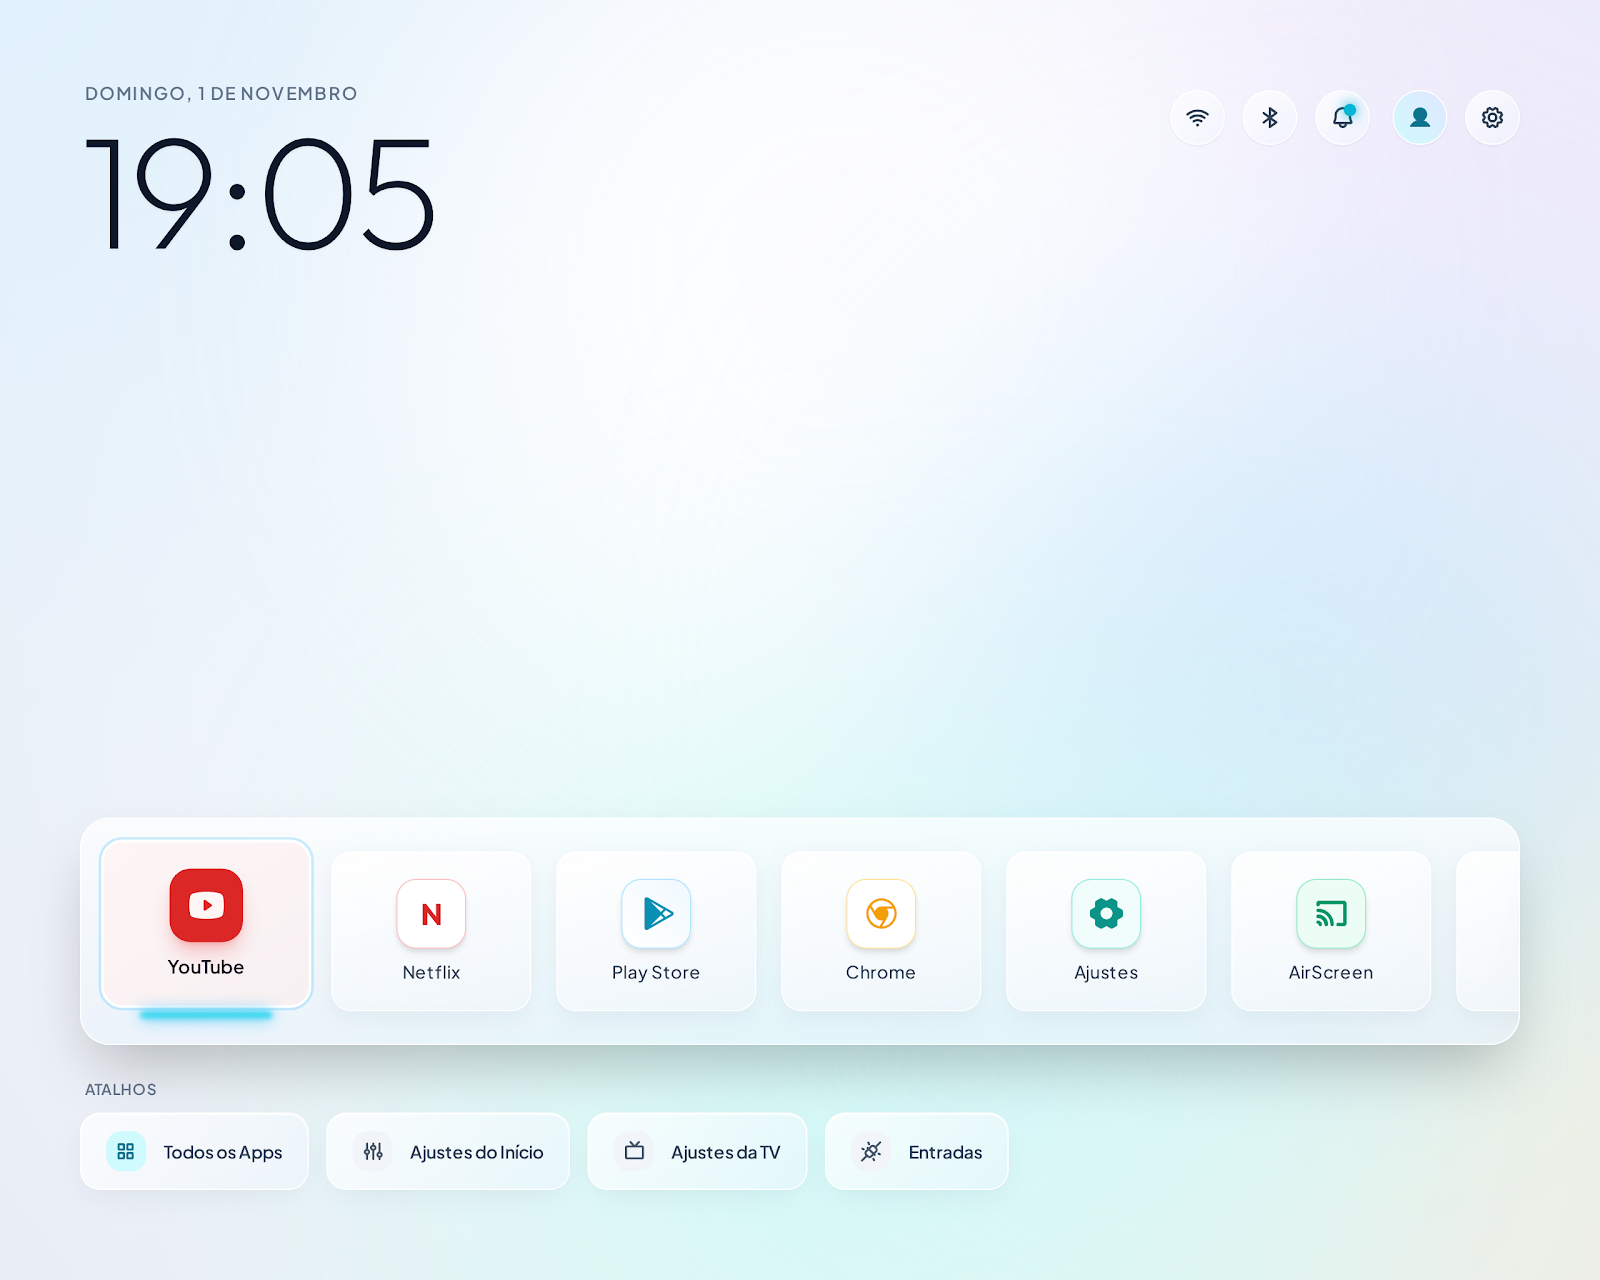 DOMINGO, 1 DE NOVEMBRO
19:05
YouTube
N
Netflix
Play Store
Chrome
Ajustes
AirScreen
ATALHOS
Todos os Apps
Ajustes do Início
Ajustes da TV
Entradas